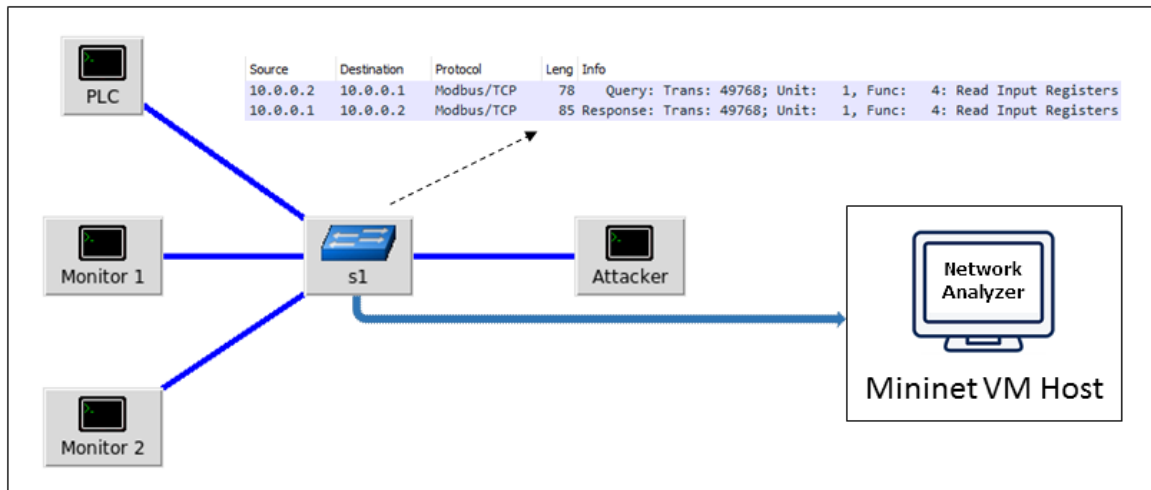 PLC
Source Destination Protocol Leng Info
10.0.0.2 10.0.0.1 Modbus/TCP 78 Query: Trans: 49768; Unit: 1, Func: 4: Read Input Registers
10.0.0.1 10.0.0.2 Modbus/TCP 85 Response: Trans: 49768; Unit: 1, Func: 4: Read Input Registers
Monitor 1
s1
Attacker
Network
Analyzer
Mininet VM Host
Monitor 2